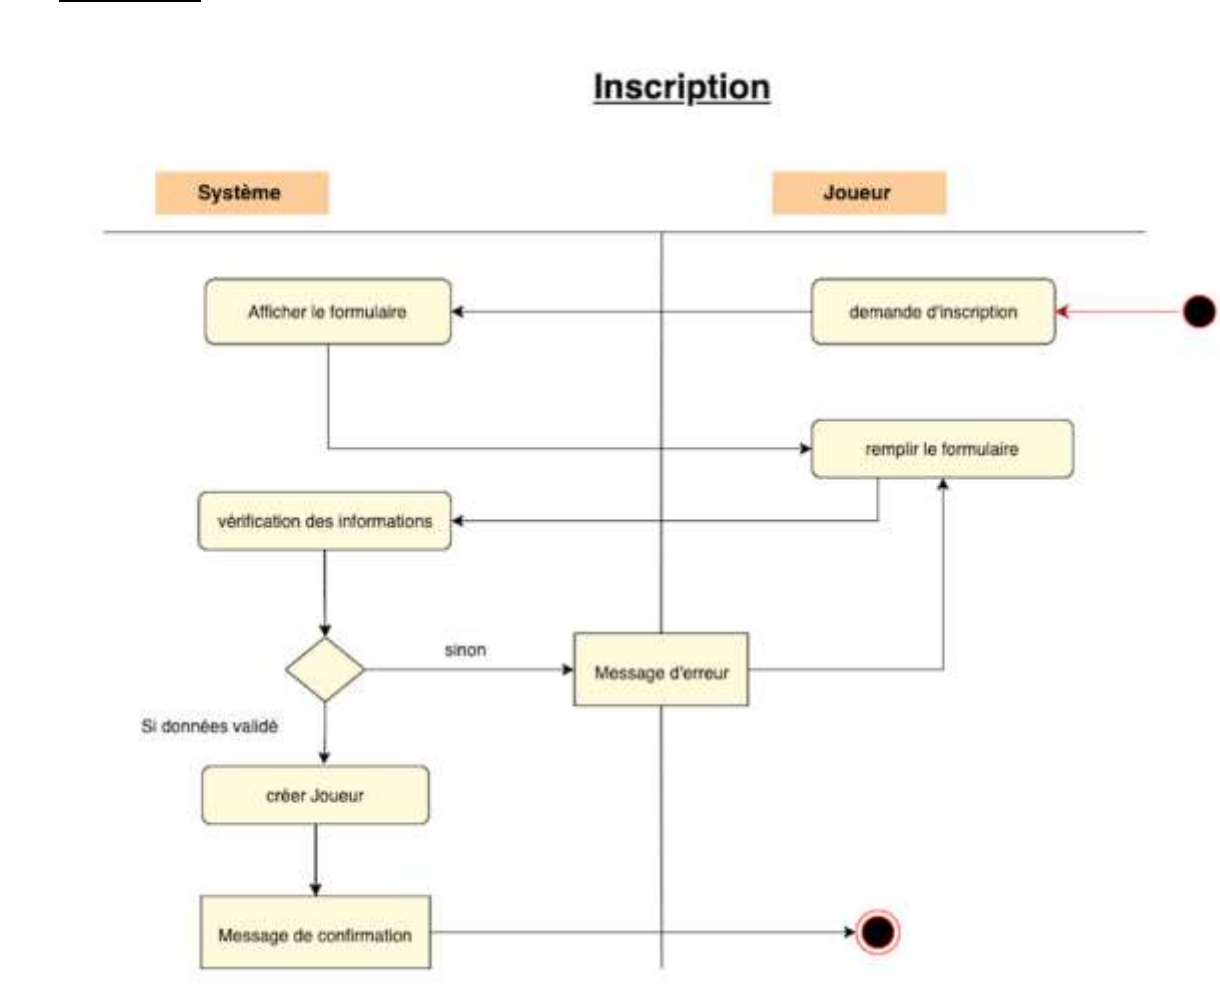 Inscription
Système
Joueur
Afficher le formulaire
demande d'inscription
remplir le formulaire
vérification des informations
sinon
Message d'erreur
Si données validé
créer Joueur
Message de confirmation